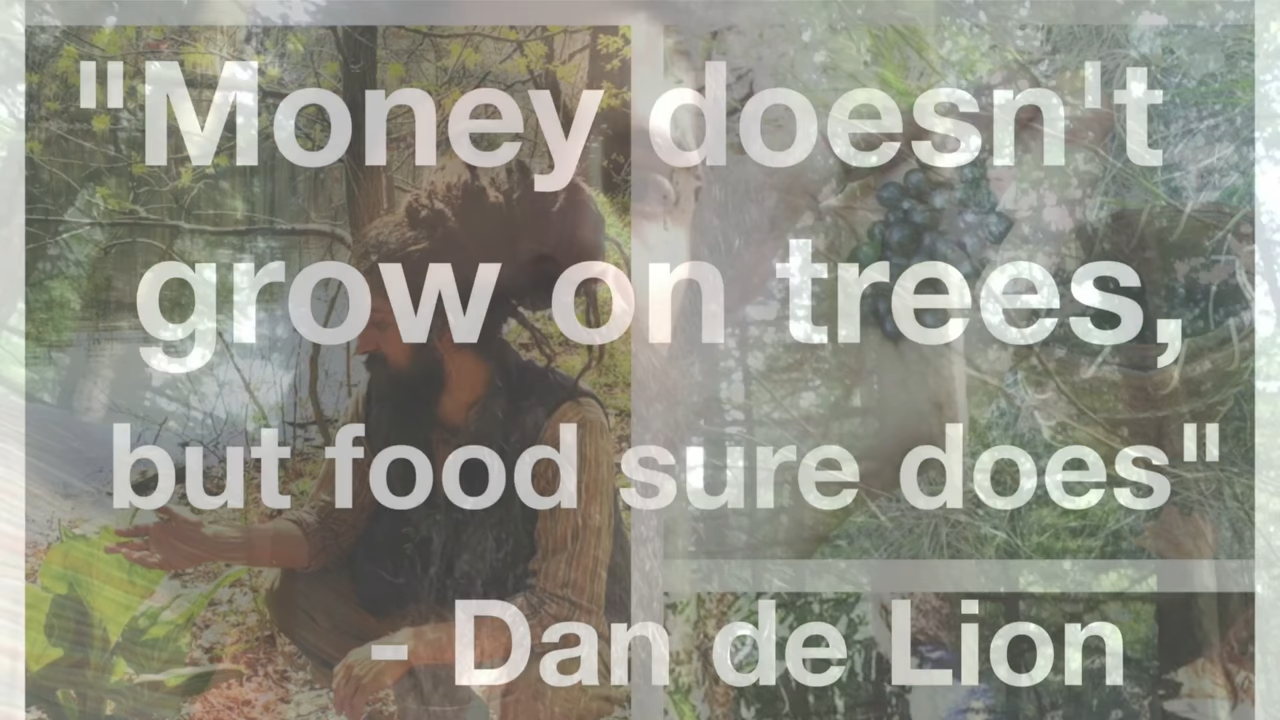 "Money doesn't
grow on trees,
but food sure does"
- Dan de Lion